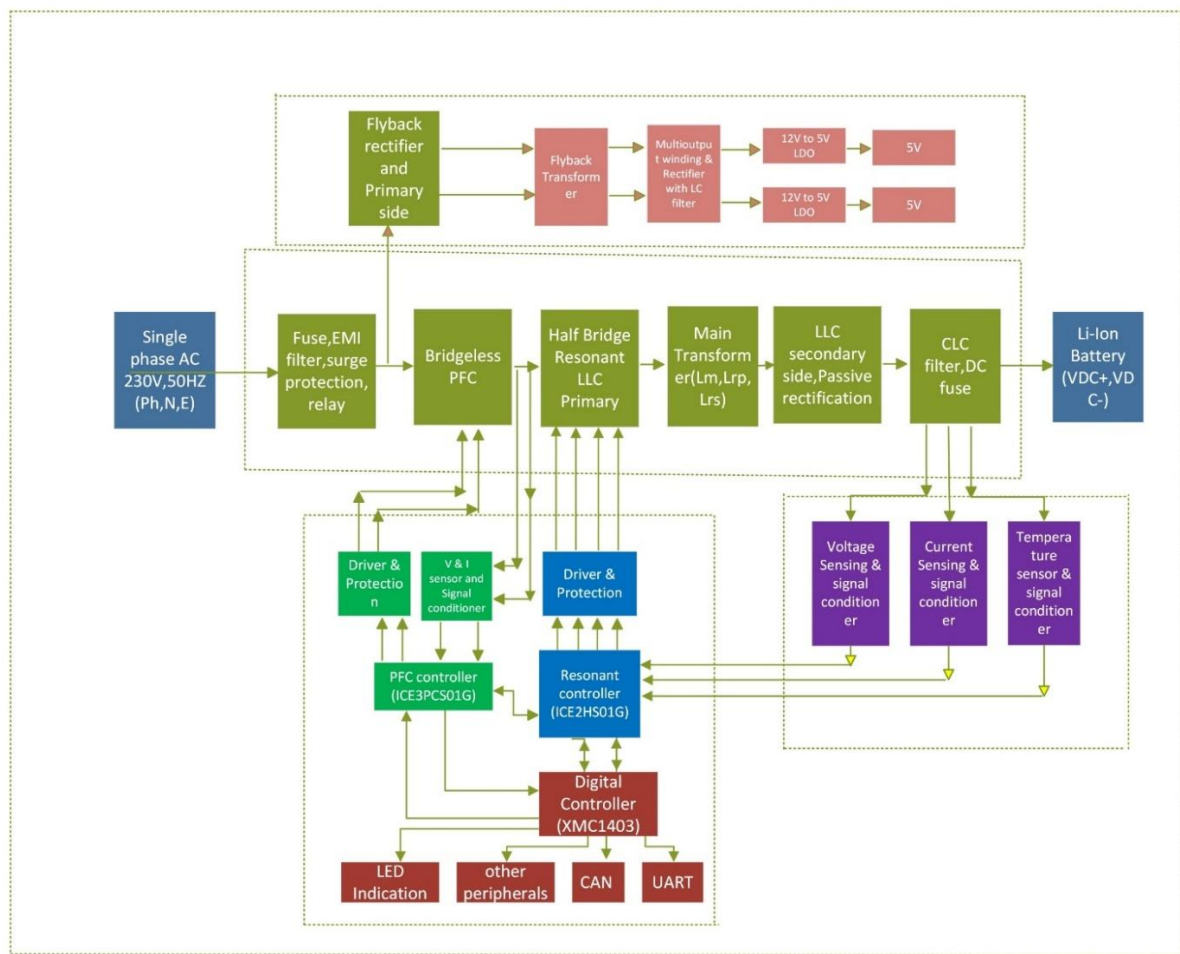 Flyback
rectifier
and
Primary
side
Flyback
Transform
er
Multioutpu
t winding &
Rectifier
with LC
filter
12V to 5V
LDO
5V
12V to 5V
LDO
5V
Single
phase AC
230V,50HZ
(Ph,N,E)
Fuse,EMI
filter,surge
protection,
relay
Bridgeless
PFC
Half Bridge
Resonant
LLC
Primary
Main
Transform
er(Lm,Lrp,
Lrs)
LLC
secondary
side,Passive
rectification
CLC
filter,DC
fuse
Li-Ion
Battery
(VDC+,VD
C-)
Driver &
Protectio
n
V & I
sensor and
Signal
conditioner
Driver &
Protection
Voltage
Sensing &
signal
condition
er
Current
Sensing &
signal
condition
er
Tempera
ture
sensor &
signal
condition
er
PFC controller
(ICE3PCS01G)
Resonant
controller
(ICE2HS01G)
Digital
Controller
(XMC1403)
LED
Indication
other
peripherals
CAN
UART